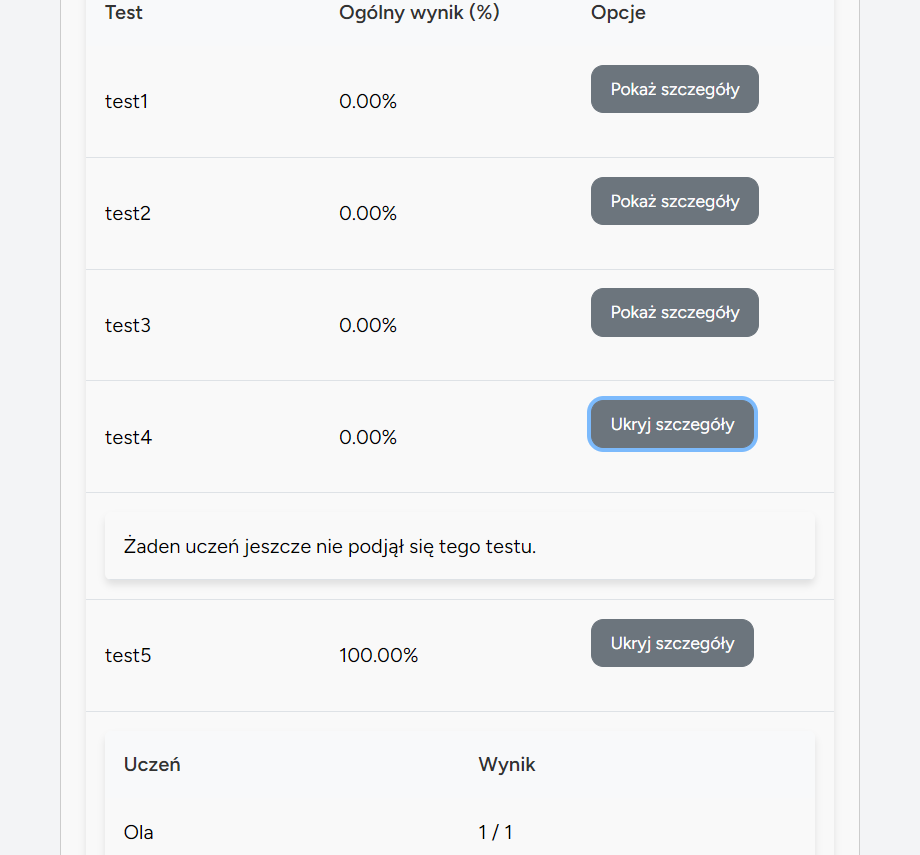 Test Ogólny wynik (%) Opcje
test1 0.00% Pokaż szczegóły
test2 0.00% Pokaż szczegóły
test3 0.00% Pokaż szczegóły
test4 0.00% Ukryj szczegóły
Żaden uczeń jeszcze nie podjął się tego testu.
test5 100.00% Ukryj szczegóły
Uczeń Wynik
Ola 1 / 1